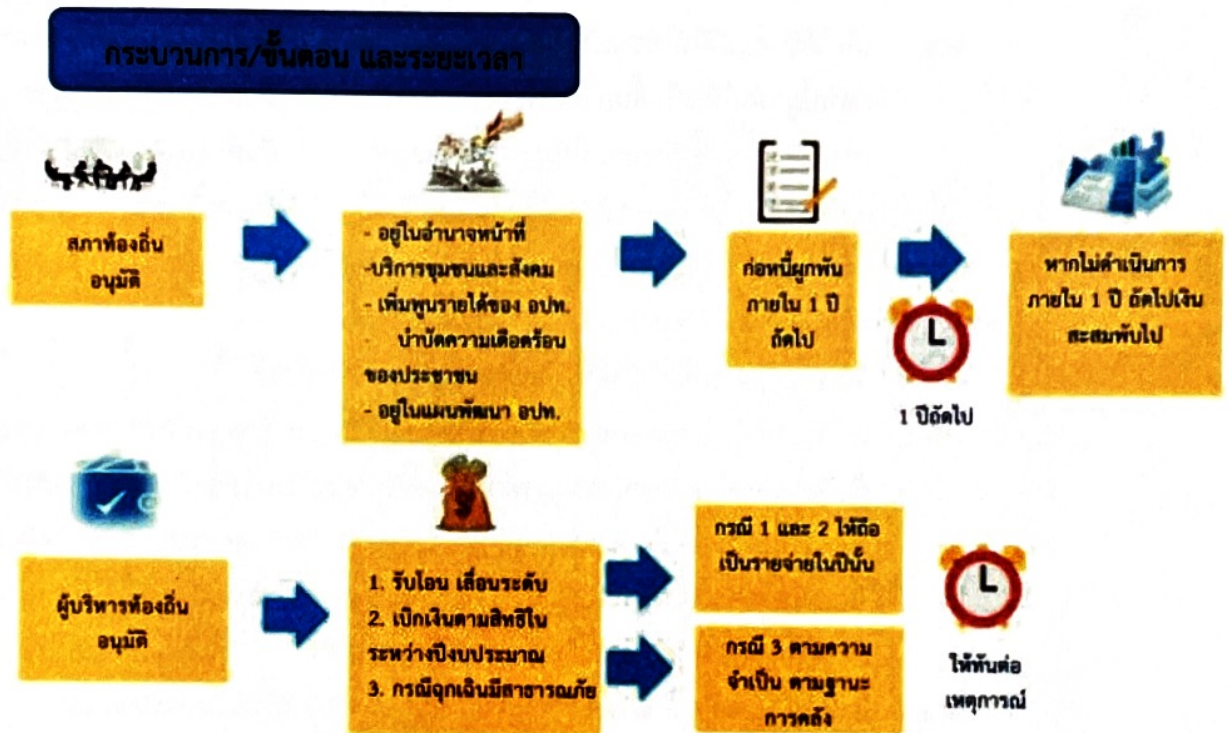 กระบวนการ/ขั้นตอน และระยะเวลา
สภาท้องถิ่น
อนุมัติ
- อยู่ในอำนาจหน้าที่
-บริการชุมชนและสังคม
- เพิ่มพูนรายได้ของ อปท.
บำบัดความเดือดร้อน
ของประชาชน
- อยู่ในแผนพัฒนา อปท.
ก่อหนี้ผูกพัน
ภายใน 1 ปี
ถัดไป
1 ปีถัดไป
หากไม่ดำเนินการ
ภายใน 1 ปี ถัดไปเงิน
สะสมพับไป
ผู้บริหารท้องถิ่น
อนุมัติ
1. รับโอน เลื่อนระดับ
2. เบิกเงินตามสิทธิใน
ระหว่างปีงบประมาณ
3. กรณีฉุกเฉินมีสาธารณภัย
กรณี 1 และ 2 ให้ถือ
เป็นรายจ่ายในปีนั้น
กรณี 3 ตามความ
จำเป็น ตามฐานะ
การคลัง
ให้ทันต่อ
เหตุการณ์